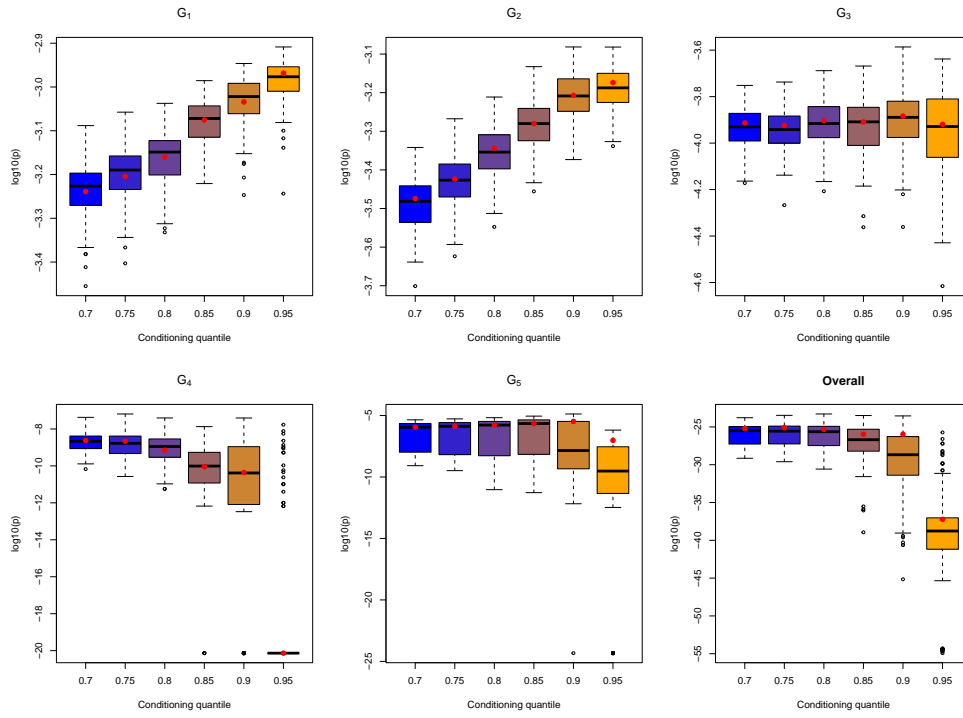 G₁
log10(p)
−2.9
−3.0
−3.1
−3.2
−3.3
−3.4
0.7 0.75 0.8 0.85 0.9 0.95
Conditioning quantile
G₂
log10(p)
−3.1
−3.2
−3.3
−3.4
−3.5
−3.6
−3.7
0.7 0.75 0.8 0.85 0.9 0.95
Conditioning quantile
G₃
log10(p)
−3.6
−3.8
−4.0
−4.2
−4.4
−4.6
0.7 0.75 0.8 0.85 0.9 0.95
Conditioning quantile
G₄
log10(p)
−8
−10
−12
−14
−16
−18
−20
0.7 0.75 0.8 0.85 0.9 0.95
Conditioning quantile
G₅
log10(p)
−5
−10
−15
−20
−25
0.7 0.75 0.8 0.85 0.9 0.95
Conditioning quantile
Overall
log10(p)
−25
−30
−35
−40
−45
−50
−55
0.7 0.75 0.8 0.85 0.9 0.95
Conditioning quantile